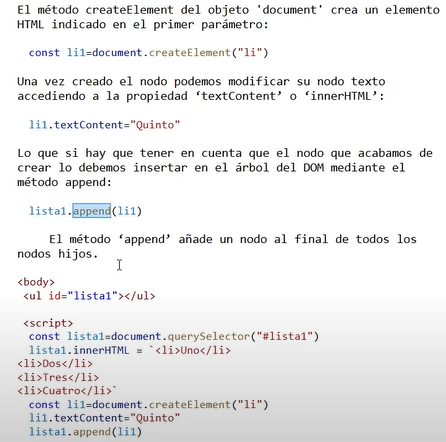 El método createElement del objeto 'document' crea un elemento
HTML indicado en el primer parámetro:
const li1=document.createElement("li")
Una vez creado el nodo podemos modificar su nodo texto
accediendo a la propiedad ‘textContent’ o ‘innerHTML’:
li1.textContent="Quinto"
Lo que si hay que tener en cuenta que el nodo que acabamos de
crear lo debemos insertar en el árbol del DOM mediante el
método append:
lista1.append(li1)
El método ‘append’ añade un nodo al final de todos los
nodos hijos.
<body>
<ul id="lista1"></ul>
<script>
const lista1=document.querySelector("#lista1")
lista1.innerHTML = `<li>Uno</li>
<li>Dos</li>
<li>Tres</li>
<li>Cuatro</li>`
const li1=document.createElement("li")
li1.textContent="Quinto"
lista1.append(li1)